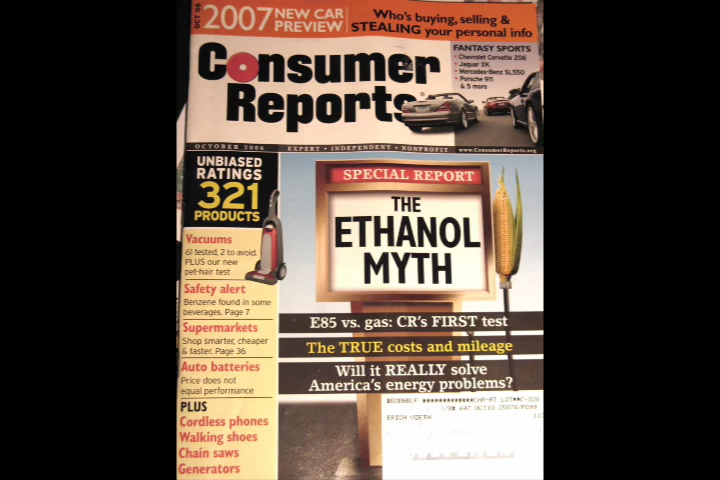 OCT 06
2007 NEW CAR PREVIEW
Who's buying, selling &
STEALING your personal info
Consumer
Reports
FANTASY SPORTS
Chevrolet Corvette Z06
Jaguar XK
Mercedes-Benz SL550
Porsche 911
& 5 more
OCTOBER 2006
EXPERT • INDEPENDENT • NONPROFIT
www.ConsumerReports.org
UNBIASED
RATINGS
321
PRODUCTS
Vacuums
61 tested, 2 to avoid.
PLUS our new
pet-hair test
Safety alert
Benzene found in some
beverages. Page 7
Supermarkets
Shop smarter, cheaper
& faster. Page 36
Auto batteries
Price does not
equal performance
PLUS
Cordless phones
Walking shoes
Chain saws
Generators
SPECIAL REPORT
THE
ETHANOL
MYTH
E85 vs. gas: CR's FIRST test
The TRUE costs and mileage
Will it REALLY solve
America's energy problems?
ERICH VIETH